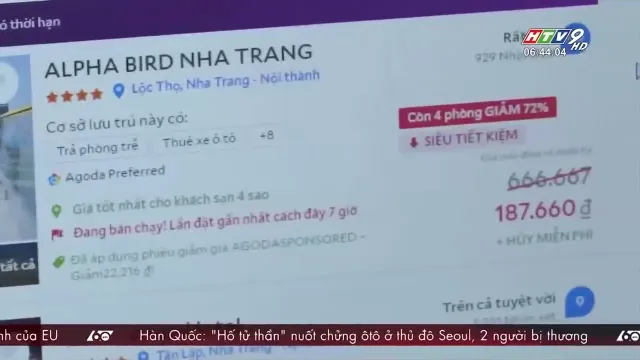 ó thời hạn
ALPHA BIRD NHA TRANG
Lộc Thọ, Nha Trang - Nội thành
Cơ sở lưu trú này có:
Trả phòng trễ
Thuê xe ô tô
+8
Agoda Preferred
Giá tốt nhất cho khách sạn 4 sao
Đang bán chạy! Lần đặt gần nhất cách đây 7 giờ
Đã áp dụng phiếu giảm giá AGODASPONSORED -
Giảm22,216 ₫!
tất cả
HTV9 HD
06:44:04
929 Nhậ
Còn 4 phòng GIẢM 72%
SIÊU TIẾT KIỆM
666.667
187.660 ₫
+ HỦY MIỄN PHÍ
Trên cả tuyệt vời
9
Tân Lập, Nha Trang
nh của EU
60
Hàn Quốc: "Hố tử thần" nuốt chửng ôtô ở thủ đô Seoul, 2 người bị thương
60